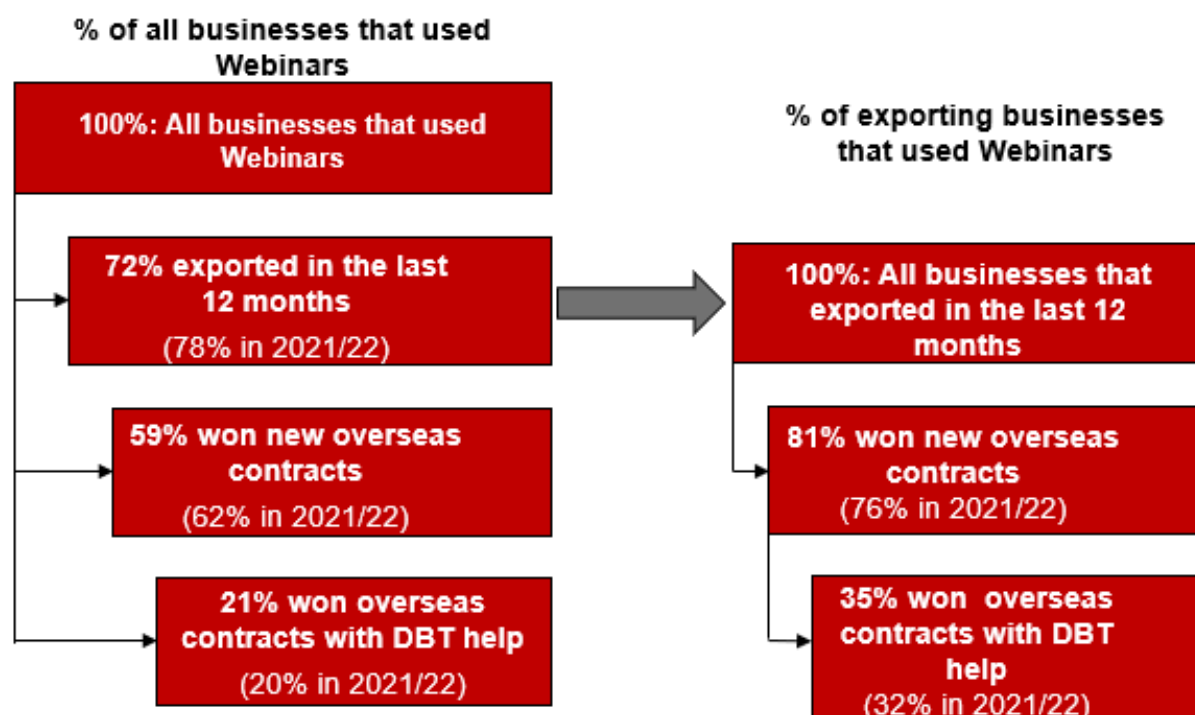 % of all businesses that used
Webinars
100%: All businesses that used
Webinars
72% exported in the last
12 months
(78% in 2021/22)
59% won new overseas
contracts
(62% in 2021/22)
21% won overseas
contracts with DBT help
(20% in 2021/22)
% of exporting businesses
that used Webinars
100%: All businesses that
exported in the last 12
months
81% won new overseas
contracts
(76% in 2021/22)
35% won overseas
contracts with DBT
help
(32% in 2021/22)